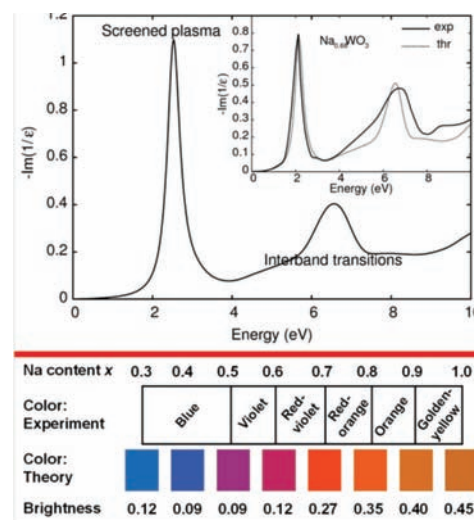 -1.2
-1
-0.8
-0.6
-0.4
0.2
0
-Im(1/ε)
Screened plasma
Interband transitions
0 2 4 6 8 10
Energy (eV)
-0.8
-0.7
-0.6
-0.5
-0.4
-0.3
0.2
0.1
0
-Im(1/ε)
WO3
exp
thr
0 2 4 6 8
Energy (eV)
Na content x 0.3 0.4 0.5 0.6 0.7 0.8 0.9 1.0
Color:
Experiment
Blue
Violet
Red-
violet
Red-
orange
Orange
Golden-
yellow
Color:
Theory
Brightness 0.12 0.09 0.09 0.12 0.27 0.35 0.40 0.45